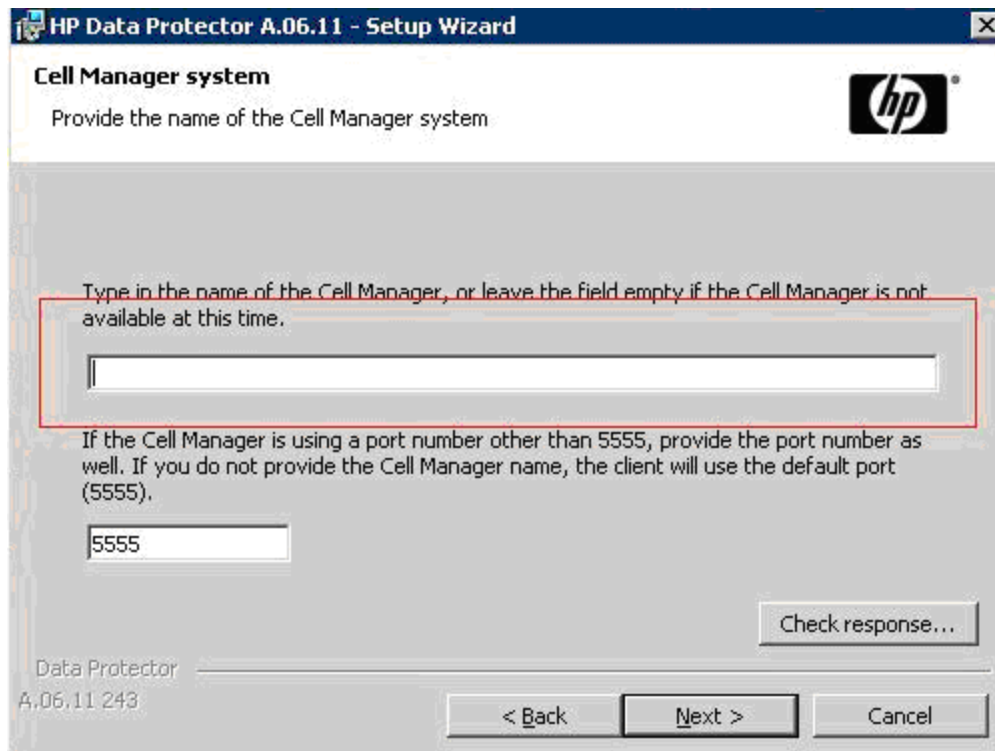 HP Data Protector A.06.11 - Setup Wizard
Cell Manager system
Provide the name of the Cell Manager system
hp
Type in the name of the Cell Manager, or leave the field empty if the Cell Manager is not
available at this time.
If the Cell Manager is using a port number other than 5555, provide the port number as
well. If you do not provide the Cell Manager name, the client will use the default port
(5555).
5555
Check response...
Data Protector
A.06.11 243
< Back
Next >
Cancel